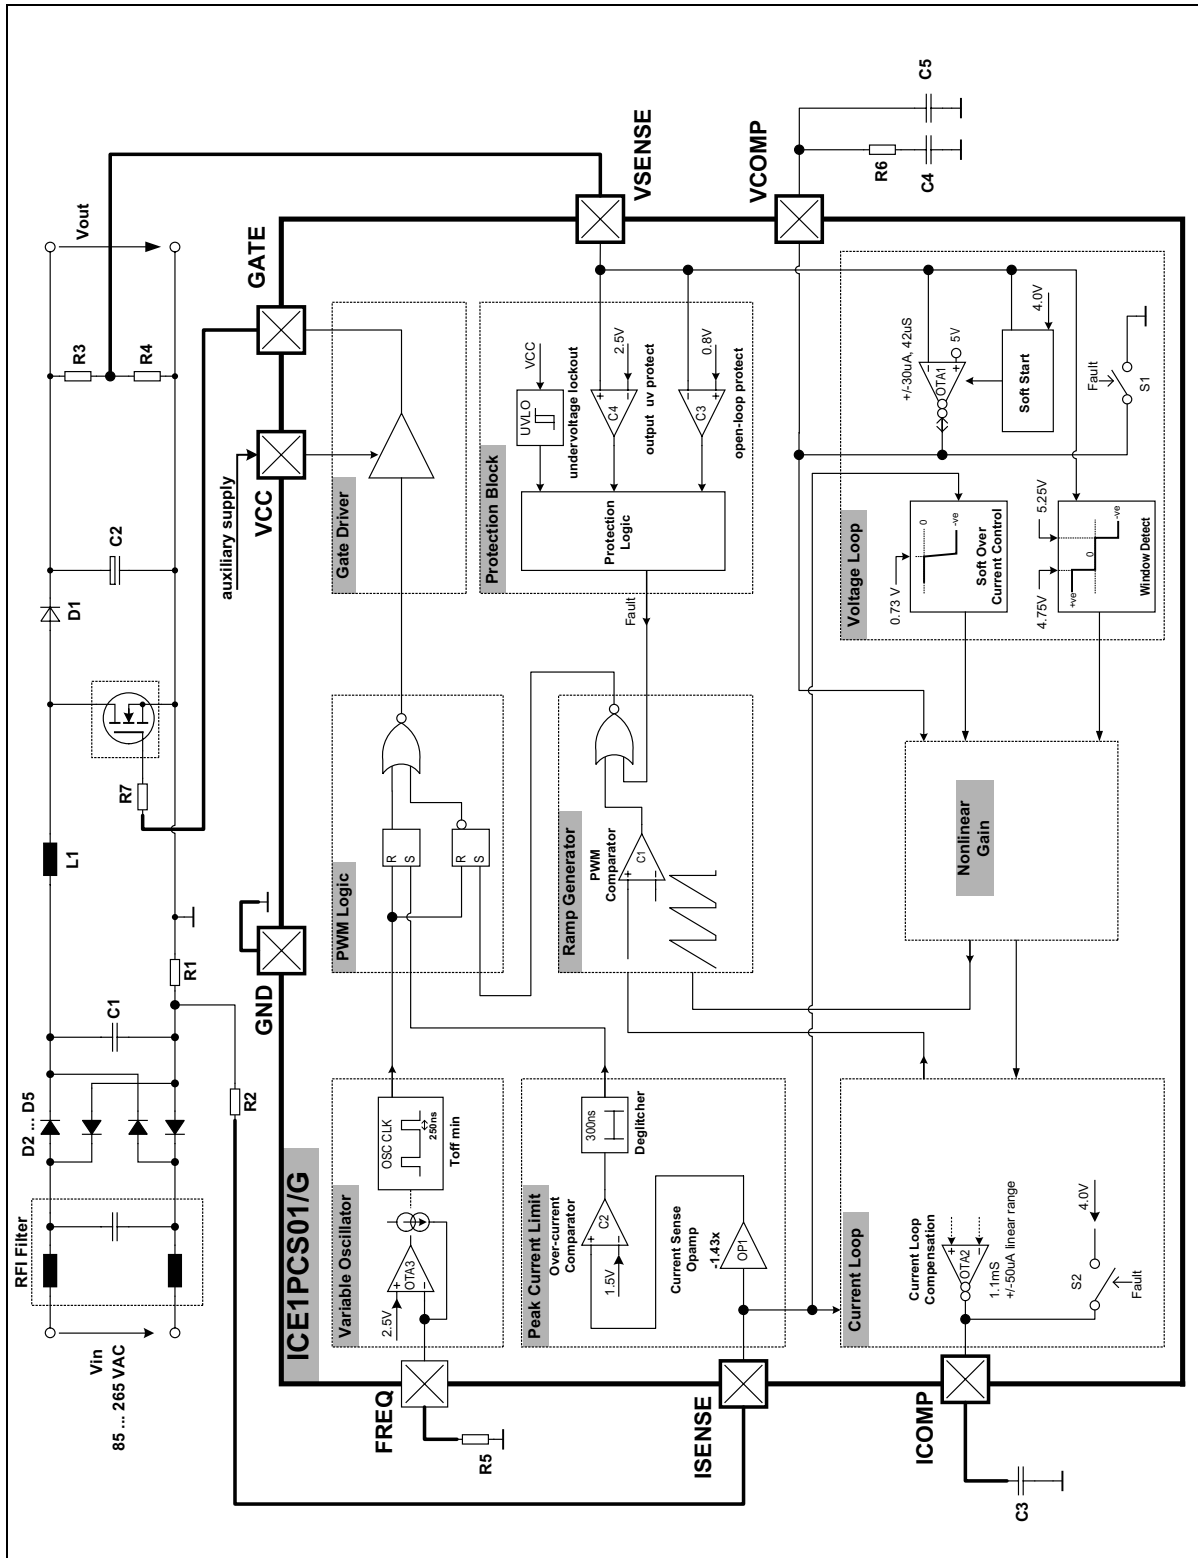 RFI Filter
Vin
85 ... 265 VAC
D2 ... D5
C1
R1
R2
L1
R7
D1
C2
R3
R4
Vout
GND
auxiliary supply
VCC
GATE
ICE1PCS01/G
Variable Oscillator
2.5V
+
−
OTA3
OSC CLK
250ns
Toff min
FREQ
R5
PWM Logic
R
S
R
S
Gate Driver
Peak Current Limit
Over-current
Comparator
1.5V
+
−
C2
300ns
Deglitcher
Current Sense
Opamp
-1.43x
OP1
ISENSE
Ramp Generator
PWM
Comparator
+
−
C1
Protection Block
UVLO
VCC
undervoltage lockout
+
−
C4
2.5V
output uv protect
−
+
C3
0.8V
open-loop protect
Protection
Logic
Fault
VSENSE
VCOMP
R6
C4
C5
Current Loop
Current Loop
Compensation
+
−
OTA2
1.1mS
+/-50uA linear range
4.0V
S2
Fault
ICOMP
C3
Nonlinear
Gain
Voltage Loop
0.73 V
0
-ve
Soft Over
Current Control
4.75V
5.25V
+ve
0
-ve
Window Detect
+/-30uA, 42uS
−
+
OTA1
5V
Soft Start
4.0V
Fault
S1